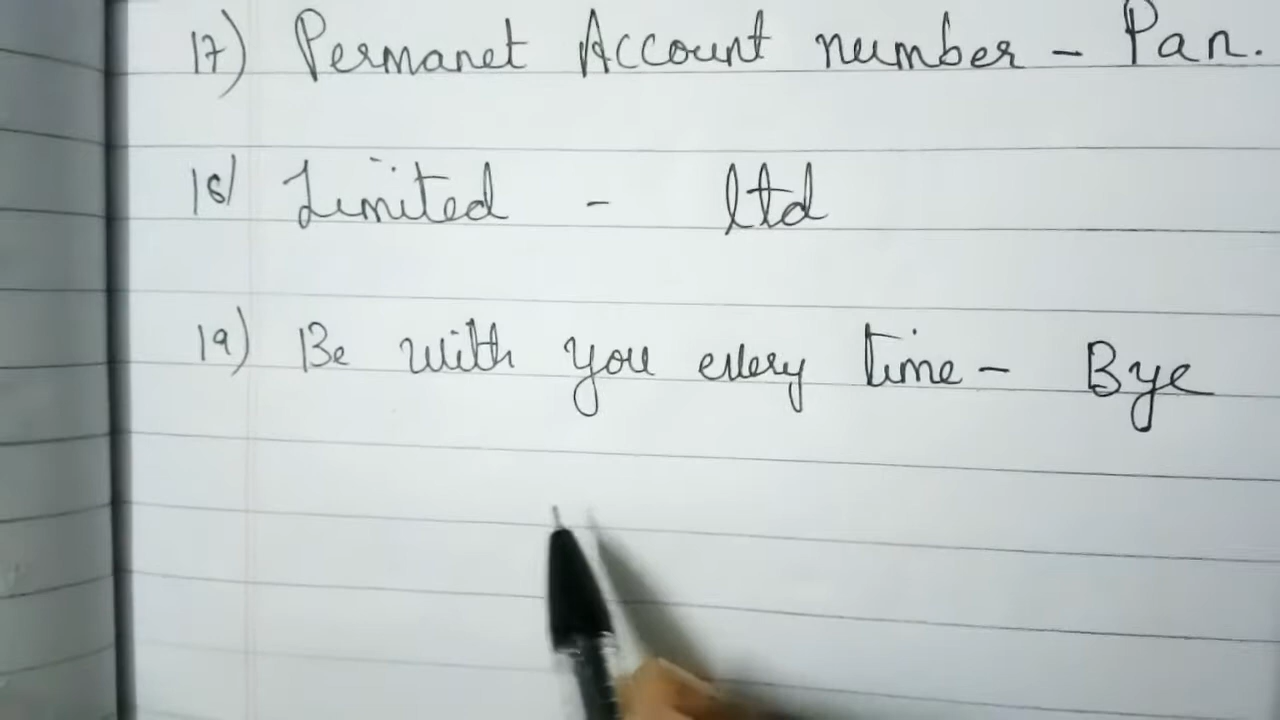 17) Permanet Account number - Pan.
18) Limited - ltd
19) Be with you every time - Bye